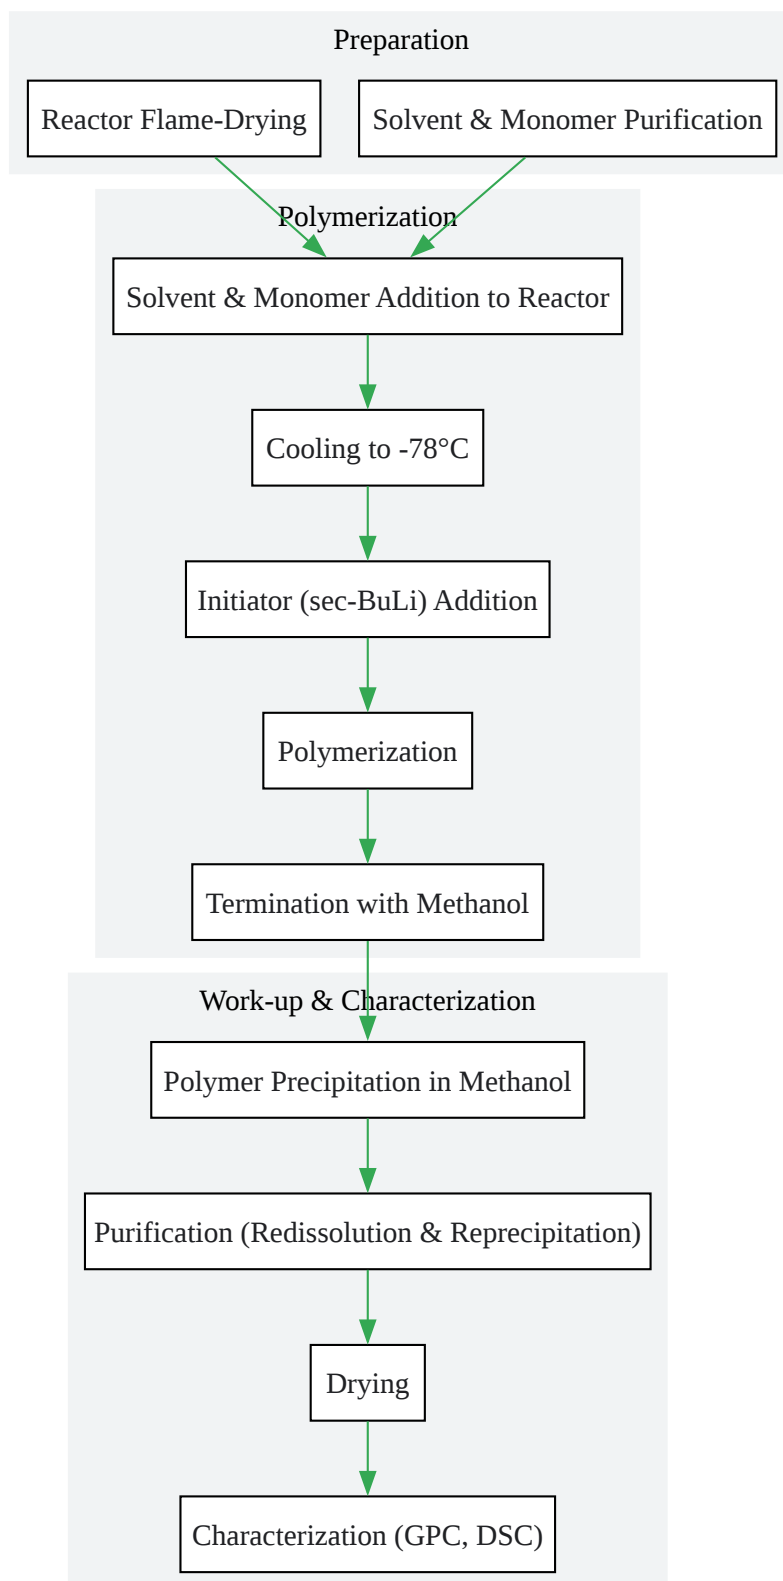 Preparation
Reactor Flame-Drying
Solvent & Monomer Purification
Polymerization
Solvent & Monomer Addition to Reactor
Cooling to -78°C
Initiator (sec-BuLi) Addition
Polymerization
Termination with Methanol
Work-up & Characterization
Polymer Precipitation in Methanol
Purification (Redissolution & Reprecipitation)
Drying
Characterization (GPC, DSC)